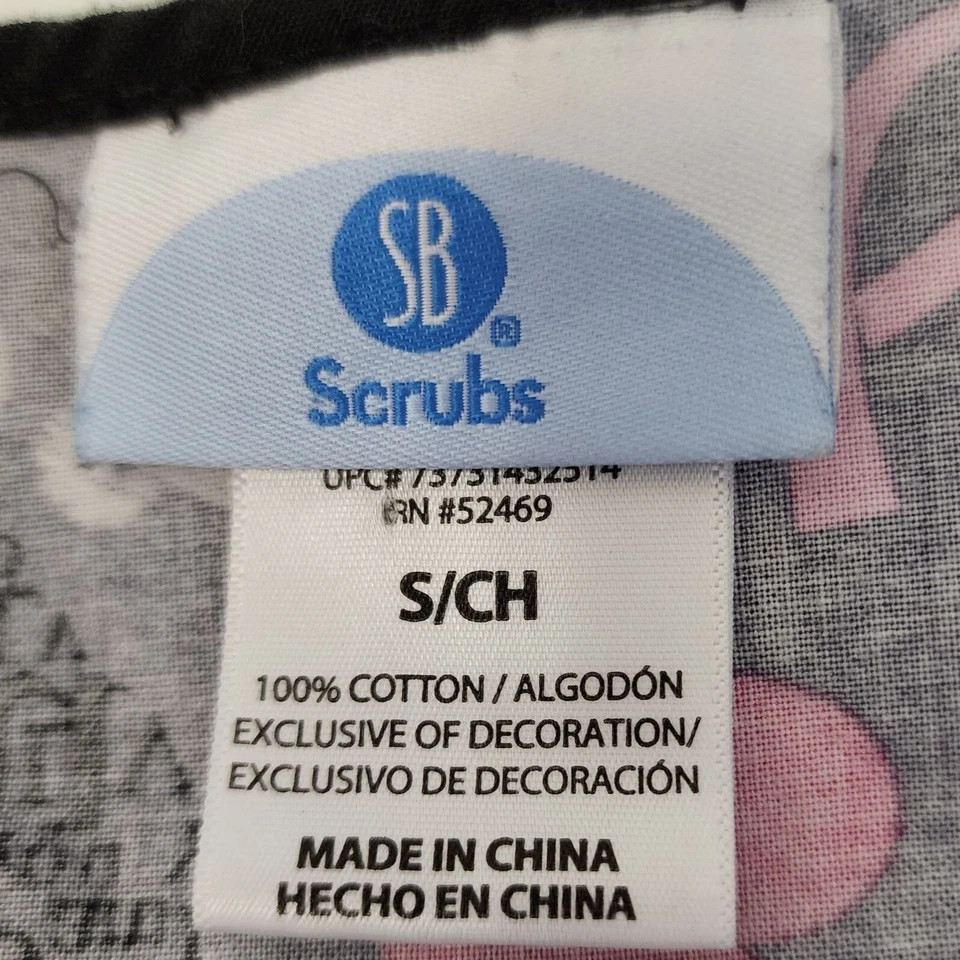 SB
®
Scrubs
UPC# 73731432514
RN #52469
S/CH
100% COTTON / ALGODÓN
EXCLUSIVE OF DECORATION/
EXCLUSIVO DE DECORACIÓN
MADE IN CHINA
HECHO EN CHINA